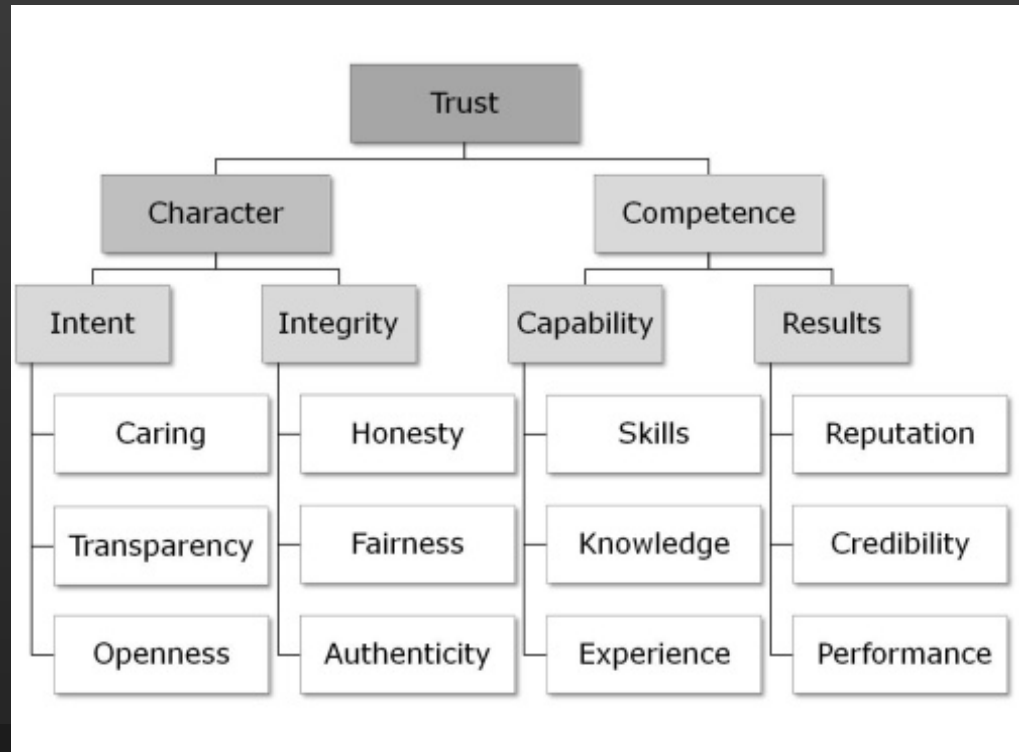 Trust
Character
Competence
Intent
Integrity
Capability
Results
Caring
Honesty
Skills
Reputation
Transparency
Fairness
Knowledge
Credibility
Openness
Authenticity
Experience
Performance